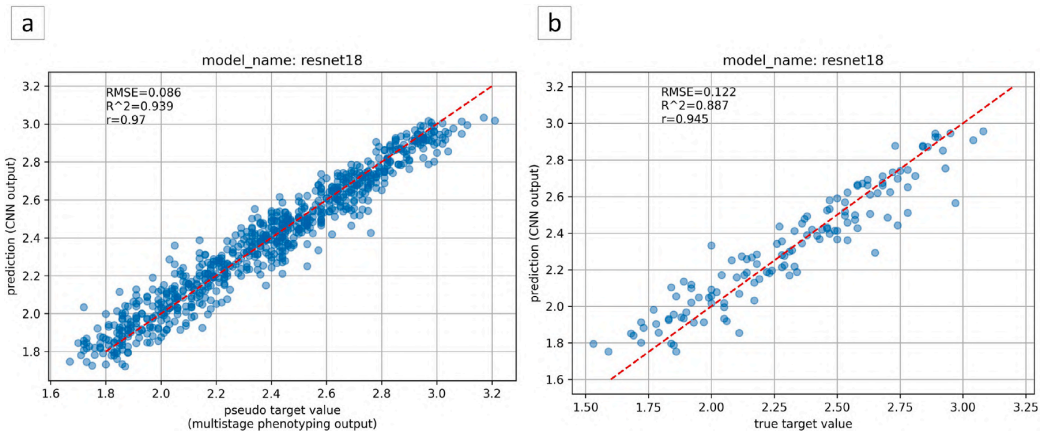 a
model_name: resnet18
RMSE=0.086
R^2=0.939
r=0.97
3.2
3.0
2.8
2.6
2.4
2.2
2.0
1.8
prediction (CNN output)
1.6 1.8 2.0 2.2 2.4 2.6 2.8 3.0 3.2
pseudo target value
(multistage phenotyping output)
b
model_name: resnet18
RMSE=0.122
R^2=0.887
r=0.945
3.2
3.0
2.8
2.6
2.4
2.2
2.0
1.8
1.6
prediction (CNN output)
1.50 1.75 2.00 2.25 2.50 2.75 3.00 3.25
true target value